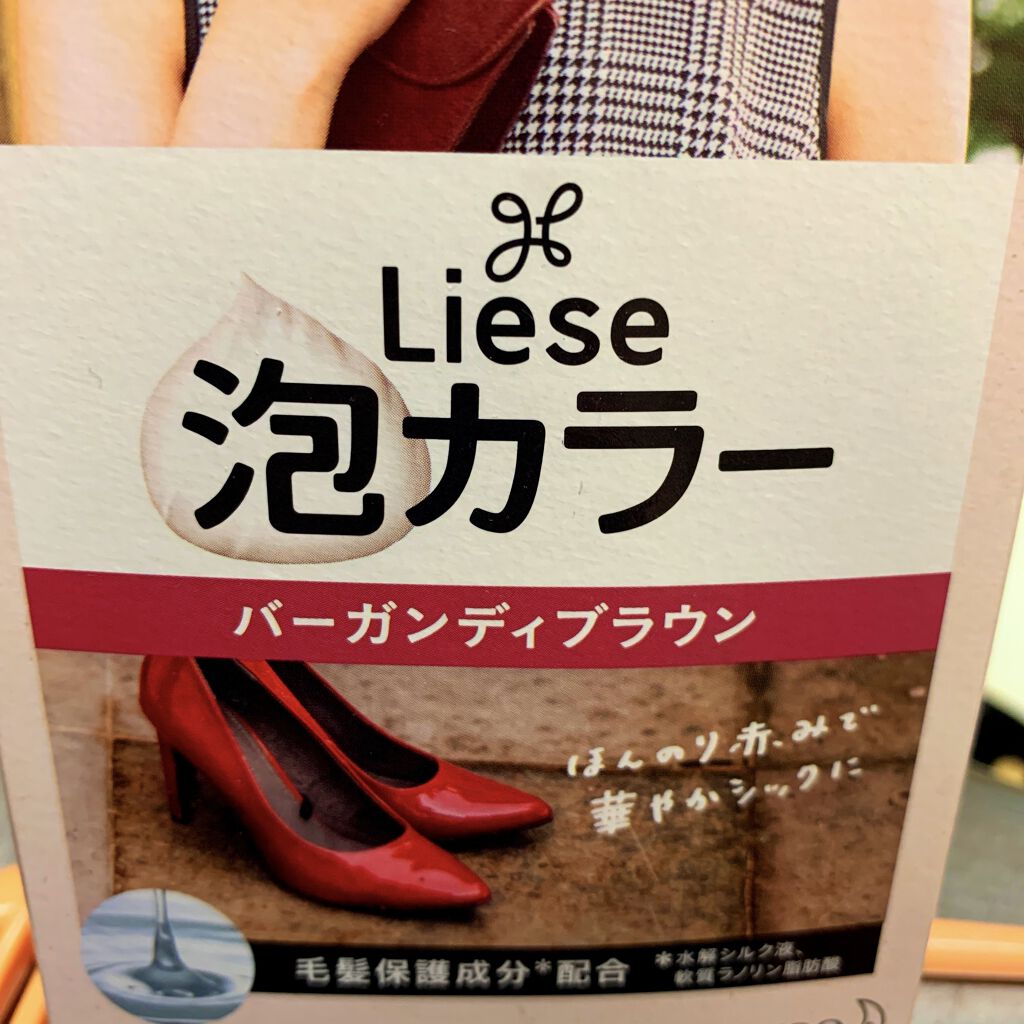 Liese
泡カラー
バーガンディブラウン
ほんのり赤みで
華やかシックに
毛髪保護成分*配合
*水解シルク液、
軟質ラノリン脂肪酸